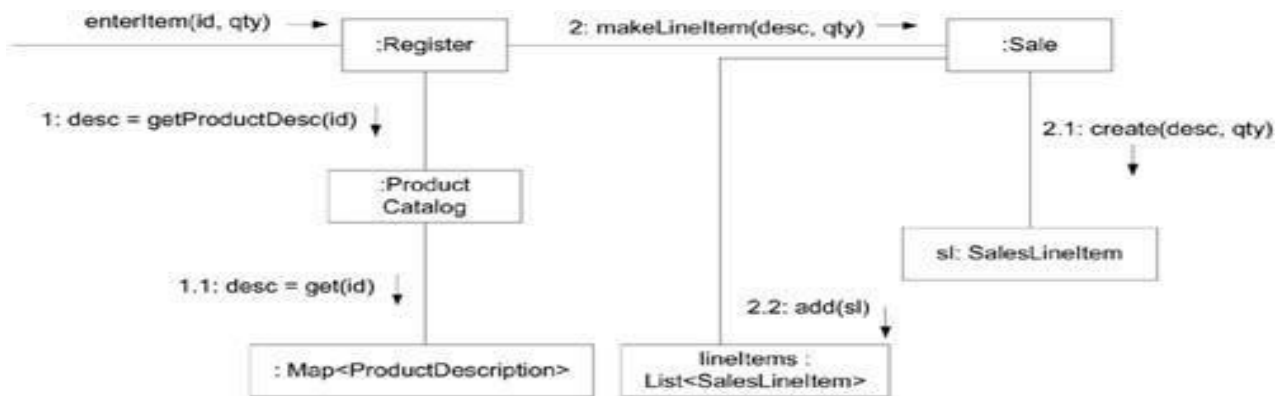 enterItem(id, qty)
2: makeLineItem(desc, qty)
:Register
:Sale
1: desc = getProductDesc(id)
2.1: create(desc, qty)
:Product
Catalog
sl: SalesLineItem
1.1: desc = get(id)
2.2: add(sl)
: Map<ProductDescription>
lineItems :
List<SalesLineItem>